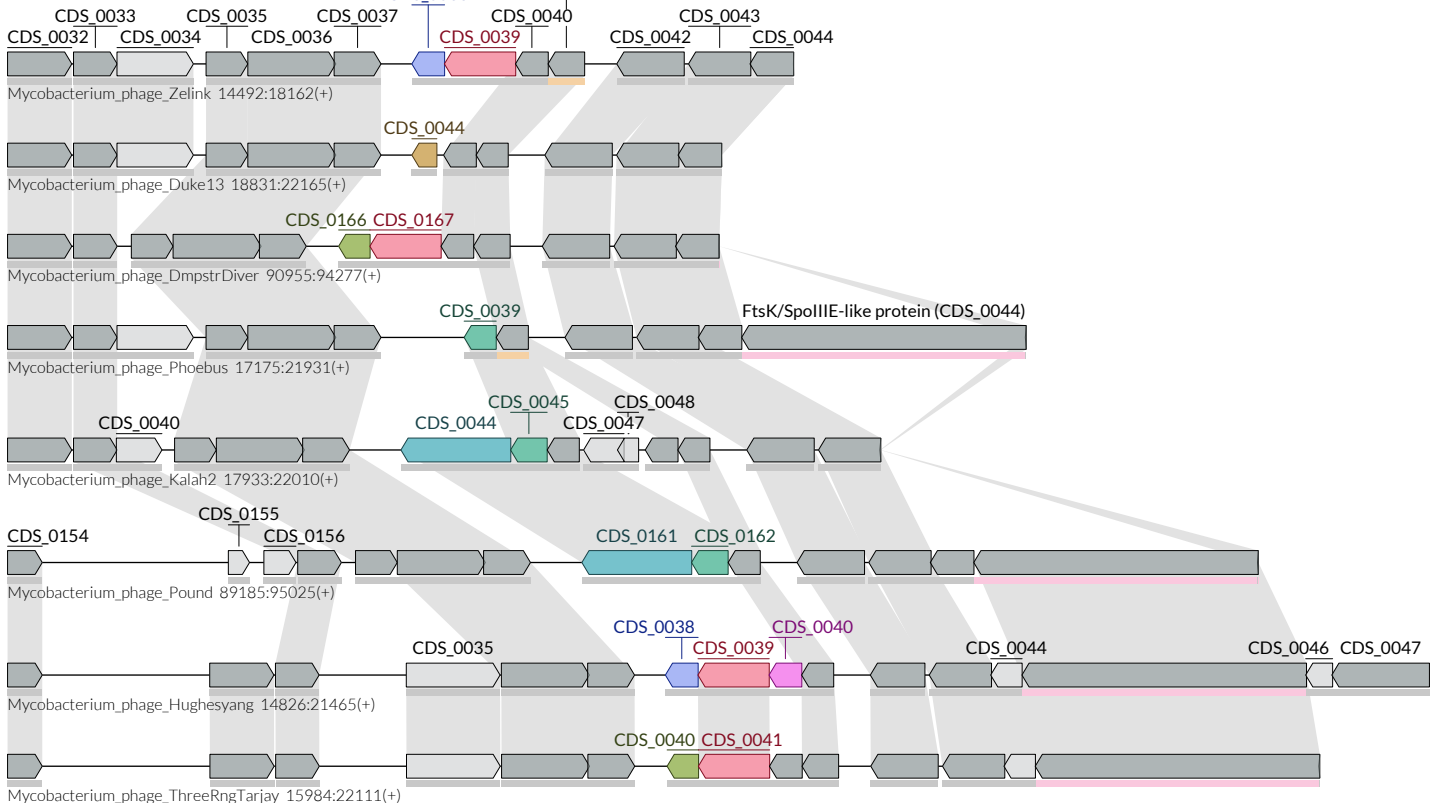 CDS_0033 CDS_0035 CDS_0037 CDS_0040 CDS_0043
CDS_0032 CDS_0034 CDS_0036 CDS_0039 CDS_0042 CDS_0044
Mycobacterium_phage_Zelink 14492:18162(+)
CDS_0044
Mycobacterium_phage_Duke13 18831:22165(+)
CDS_0166 CDS_0167
Mycobacterium_phage_DmpstrDiver 90955:94277(+)
CDS_0039 FtsK/SpoIIIE-like protein (CDS_0044)
Mycobacterium_phage_Phoebus 17175:21931(+)
CDS_0045 CDS_0048
CDS_0040 CDS_0044 CDS_0047
Mycobacterium_phage_Kalah2 17933:22010(+)
CDS_0155
CDS_0154 CDS_0156 CDS_0161 CDS_0162
Mycobacterium_phage_Pound 89185:95025(+)
CDS_0038 CDS_0040
CDS_0035 CDS_0039 CDS_0044 CDS_0046 CDS_0047
Mycobacterium_phage_Hughesyang 14826:21465(+)
CDS_0040 CDS_0041
Mycobacterium_phage_ThreeRngTarjay 15984:22111(+)